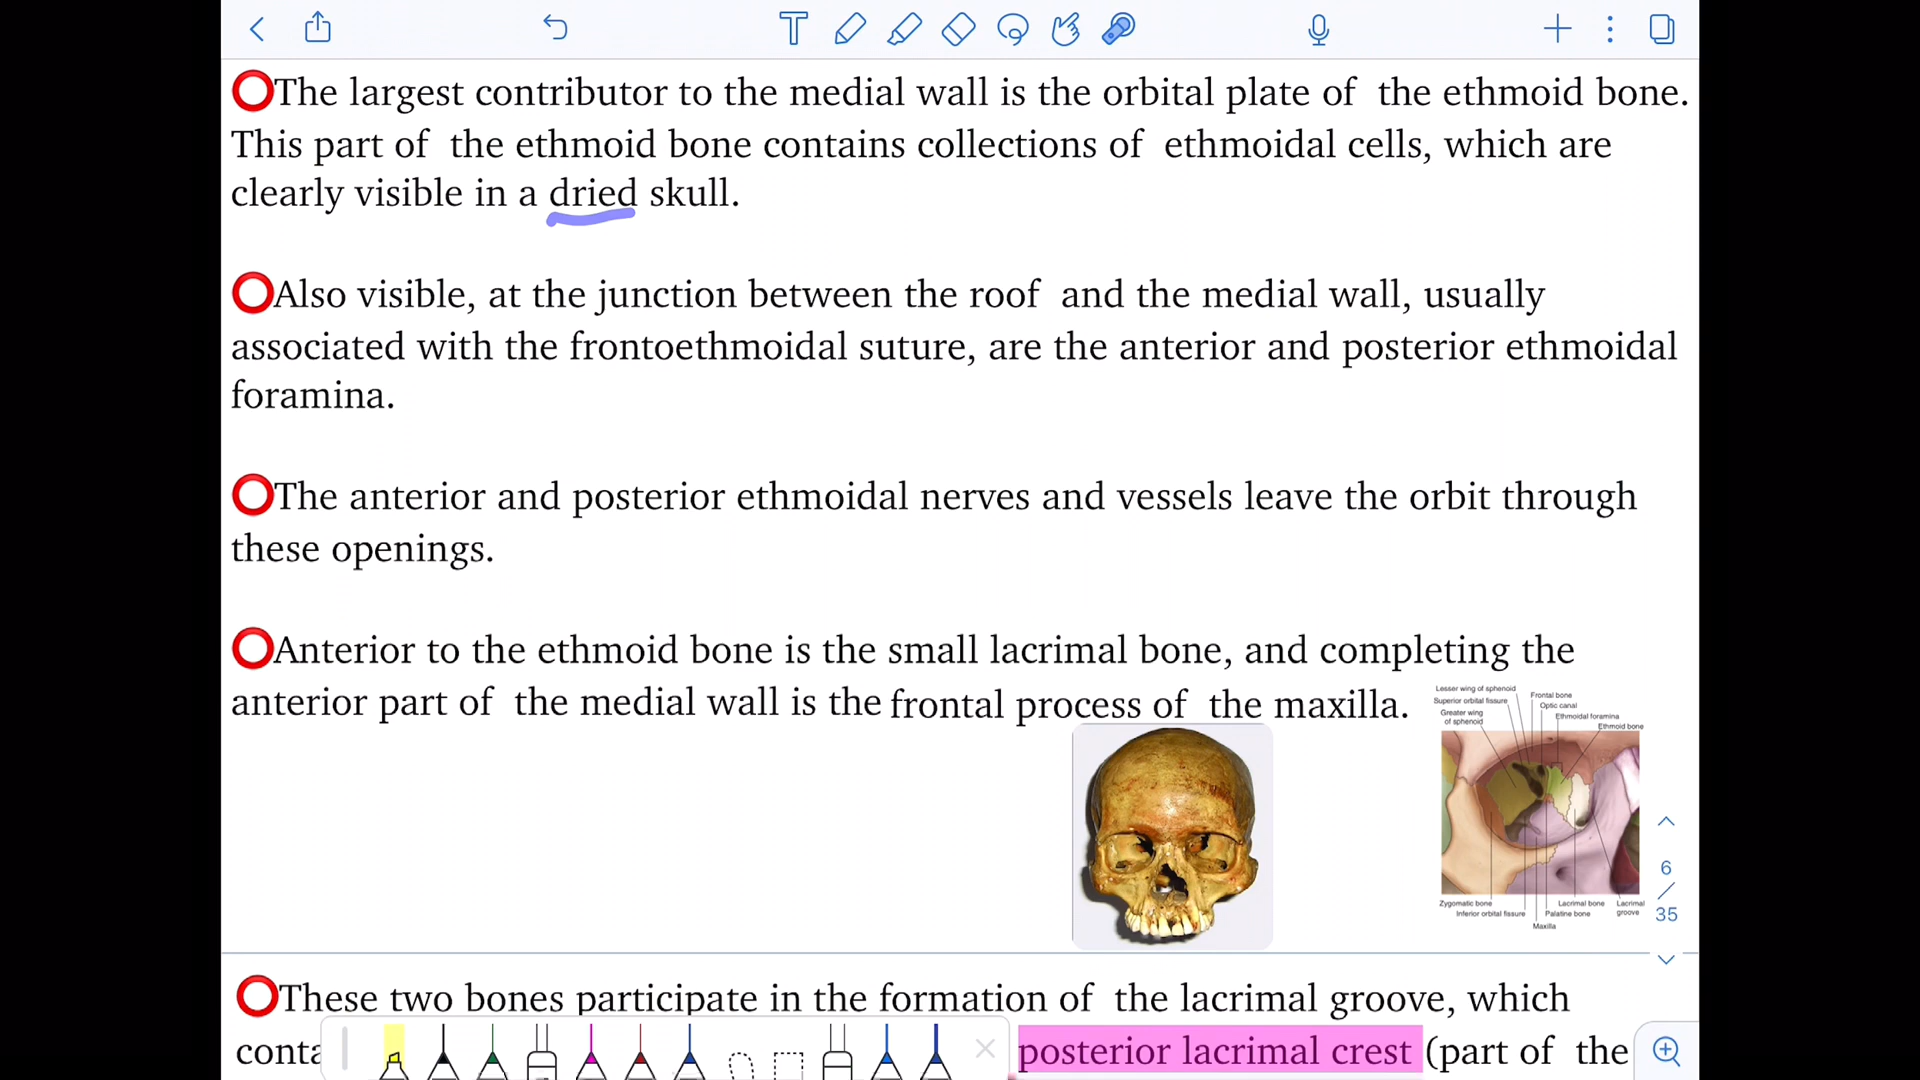 The largest contributor to the medial wall is the orbital plate of the ethmoid bone.
This part of the ethmoid bone contains collections of ethmoidal cells, which are
clearly visible in a dried skull.
Also visible, at the junction between the roof and the medial wall, usually
associated with the frontoethmoidal suture, are the anterior and posterior ethmoidal
foramina.
The anterior and posterior ethmoidal nerves and vessels leave the orbit through
these openings.
Anterior to the ethmoid bone is the small lacrimal bone, and completing the
anterior part of the medial wall is the frontal process of the maxilla.
Lesser wing of sphenoid
Superior orbital fissure
Greater wing
of sphenoid
Frontal bone
Optic canal
Ethmoidal foramina
Ethmoid bone
Zygomatic bone
Inferior orbital fissure
Maxilla
Palatine bone
Lacrimal bone
Lacrimal
groove
6
/
35
These two bones participate in the formation of the lacrimal groove, which
posterior lacrimal crest (part of the